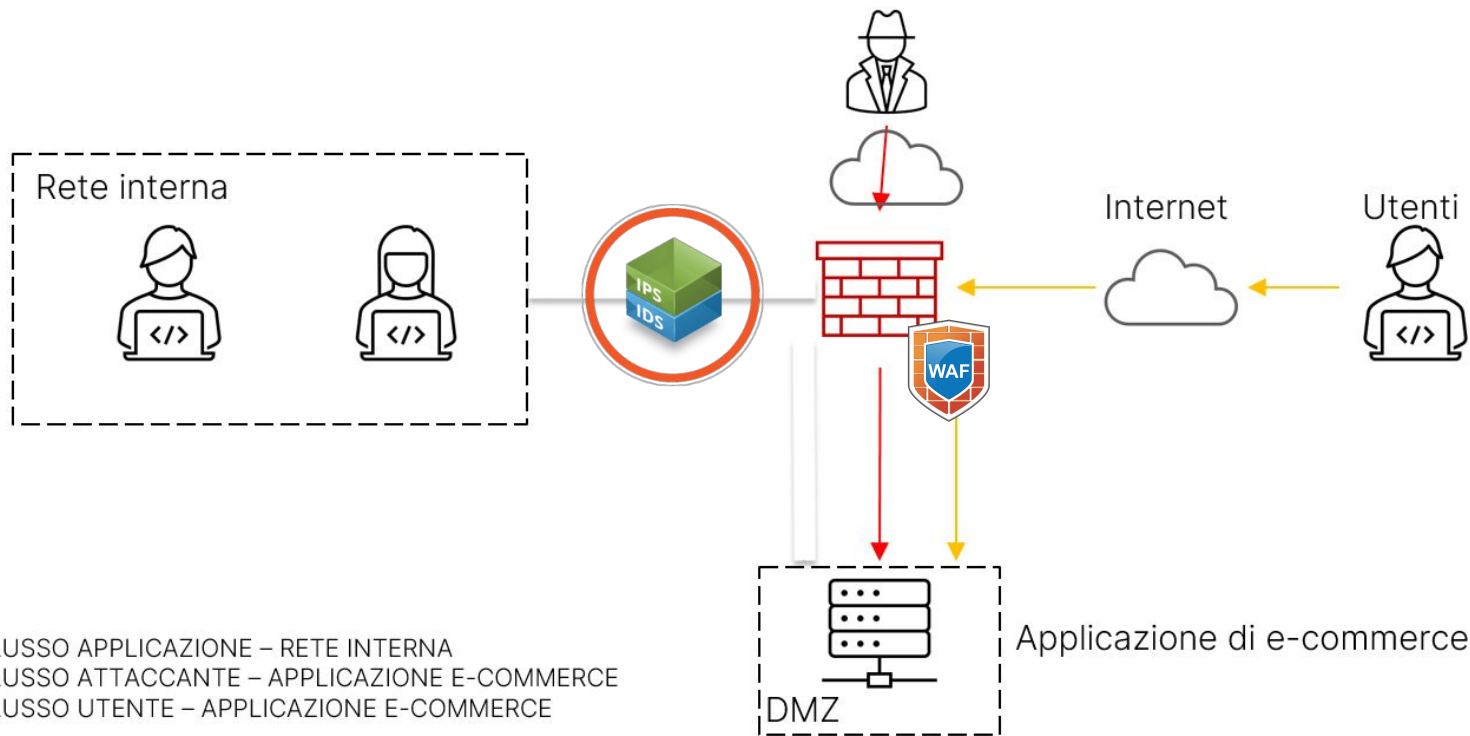 Rete interna
</>
</>
IPS
IDS
WAF
Internet
Utenti
</>
Applicazione di e-commerce
DMZ
USSO APPLICAZIONE – RETE INTERNA
USSO ATTACCANTE – APPLICAZIONE E-COMMERCE
USSO UTENTE – APPLICAZIONE E-COMMERCE